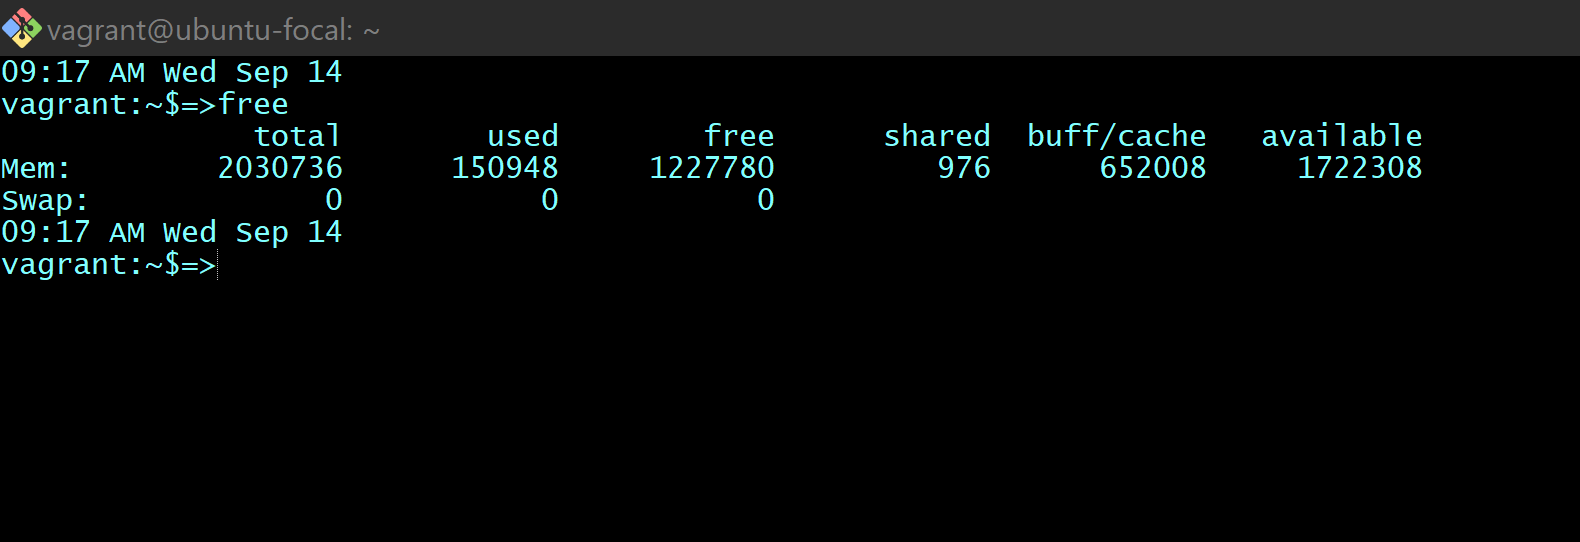 vagrant@ubuntu-focal: ~
09:17 AM Wed Sep 14
vagrant:~$=>free
              total        used        free      shared  buff/cache   available
Mem:        2030736      150948     1227780         976      652008     1722308
Swap:             0           0           0
09:17 AM Wed Sep 14
vagrant:~$=>